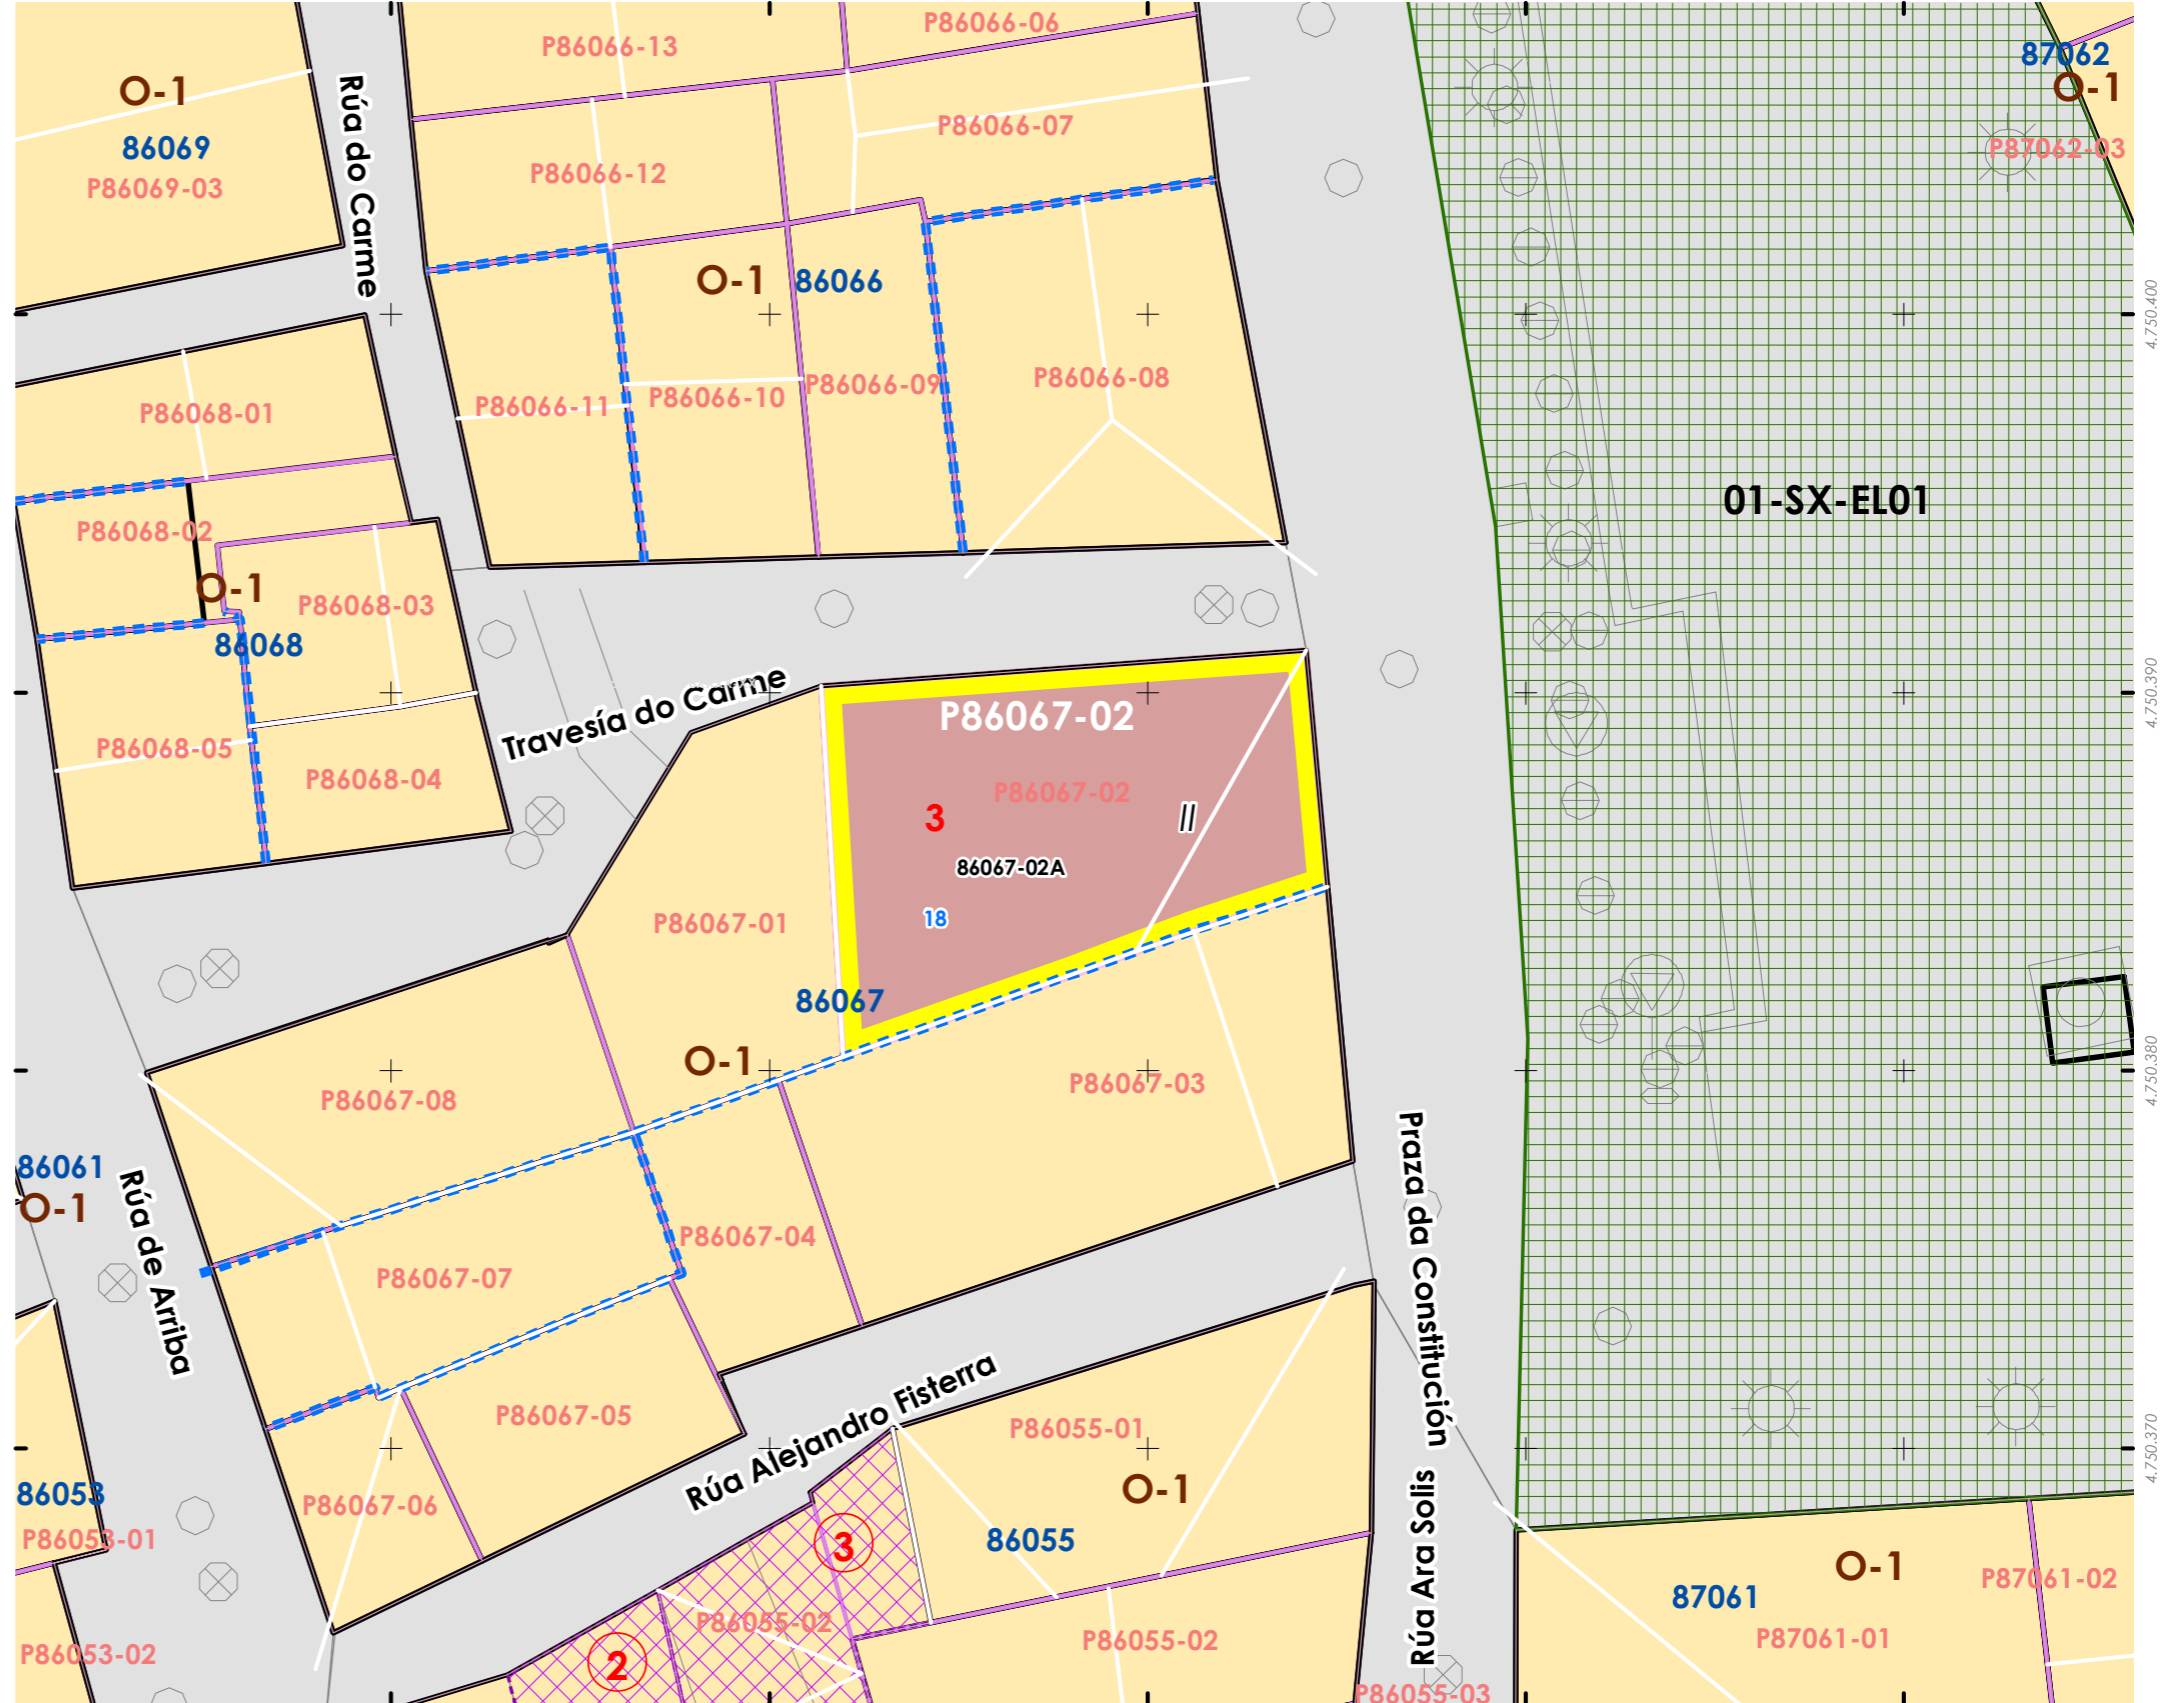 P86066-06
P86066-13
87062
O-1
O-1
Rúa do Carme
P86066-07
86069
P87062-03
P86066-12
P86069-03
O-1
86066
4.750.400
P86066-08
P86066-09
P86066-10
P86066-11
P86068-01
01-SX-EL01
P86068-02
O-1
P86068-03
86068
4.750.390
Travesía do Carme
P86067-02
P86068-05
P86068-04
P86067-02
3
II
86067-02A
18
P86067-01
86067
O-1
4.750.380
P86067-03
P86067-08
Praza da Constitución
86061
O-1
Rúa de Arriba
P86067-04
P86067-07
Rúa Alejandro Fisterra
P86067-05
P86055-01
4.750.370
O-1
86053
P86067-06
P86053-01
3
86055
Rúa Ara Solis
O-1
87061
P87061-02
P86055-02
P86055-02
P87061-01
P86053-02
2
P86055-03